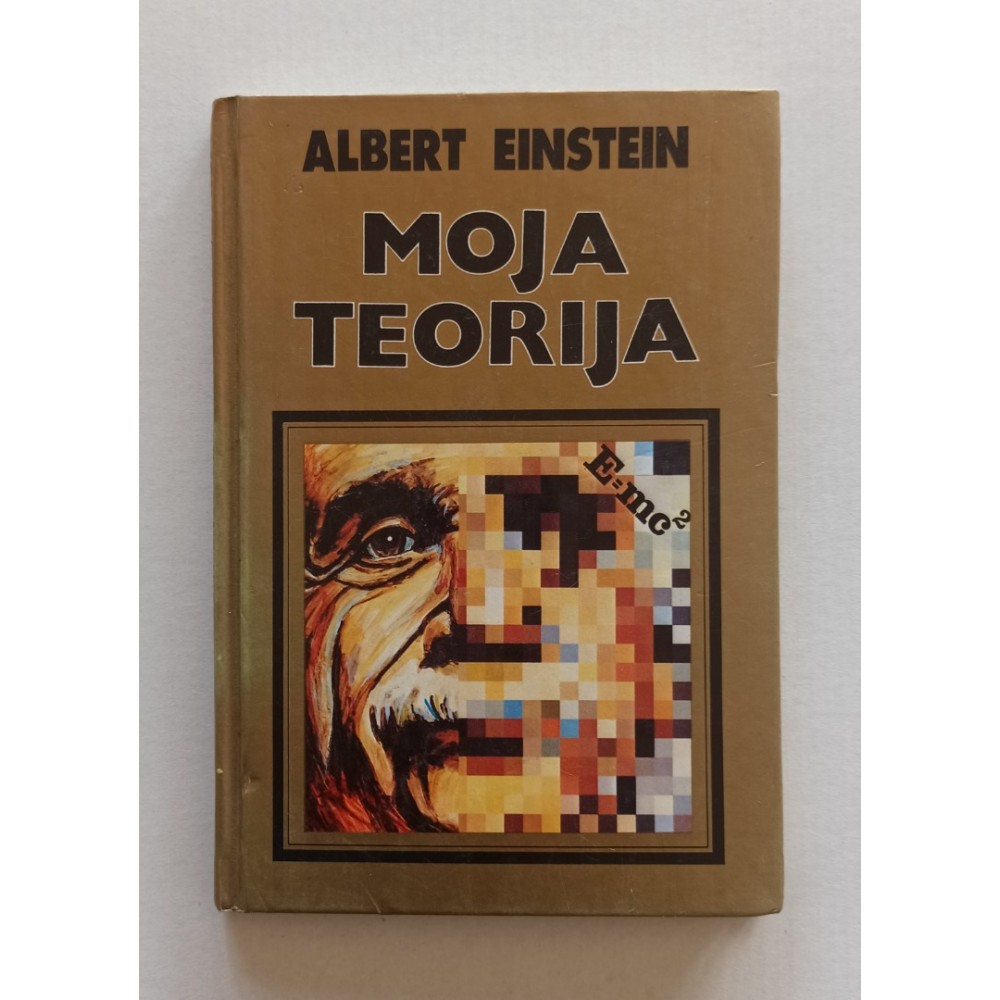 ALBERT EINSTEIN
MOJA
TEORIJA
E=mc²